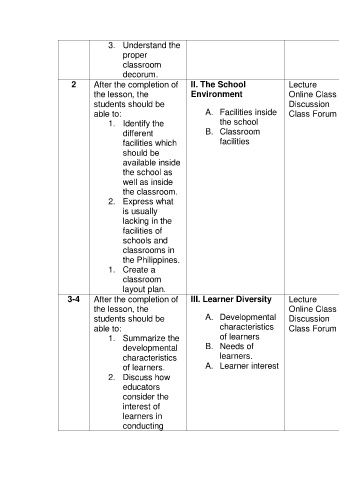 3. Understand the
proper
classroom
decorum.
2
After the completion of
the lesson, the
students should be
able to:
1. Identify the
different
facilities which
should be
available inside
the school as
well as inside
the classroom.
2. Express what
is usually
lacking in the
facilities of
schools and
classrooms in
the Philippines.
1. Create a
classroom
layout plan.
II. The School
Environment
A. Facilities inside
the school
B. Classroom
facilities
Lecture
Online Class
Discussion
Class Forum
3-4
After the completion of
the lesson, the
students should be
able to:
1. Summarize the
developmental
characteristics
of learners.
2. Discuss how
educators
consider the
interest of
learners in
conducting
III. Learner Diversity
A. Developmental
characteristics
of learners
B. Needs of
learners.
A. Learner interest
Lecture
Online Class
Discussion
Class Forum